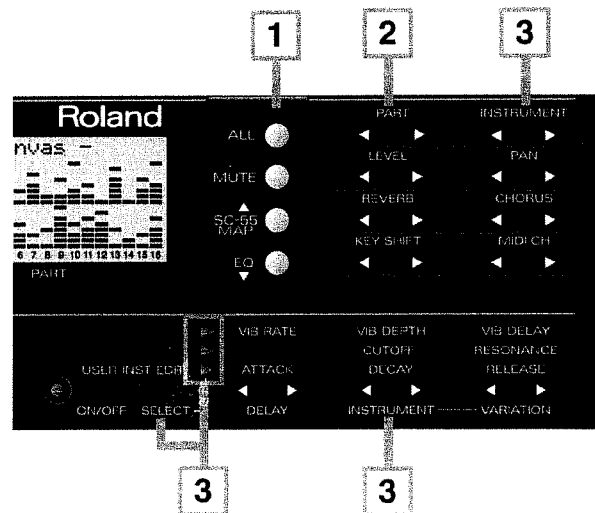 1 2 3
Roland
nvas
6 7 8 9 10 11 12 13 14 15 16
PART
ALL
MUTE
SC-55
MAP
EQ
PART INSTRUMENT
LEVEL PAN
REVERB CHORUS
KEY SHIFT MIDI CH
VIB RATE VIB DEPTH VIB DELAY
CUTOFF RESONANCE
USER INST EDIT ATTACK DECAY RELEASE
ON/OFF SELECT DELAY INSTRUMENT VARIATION
3 3